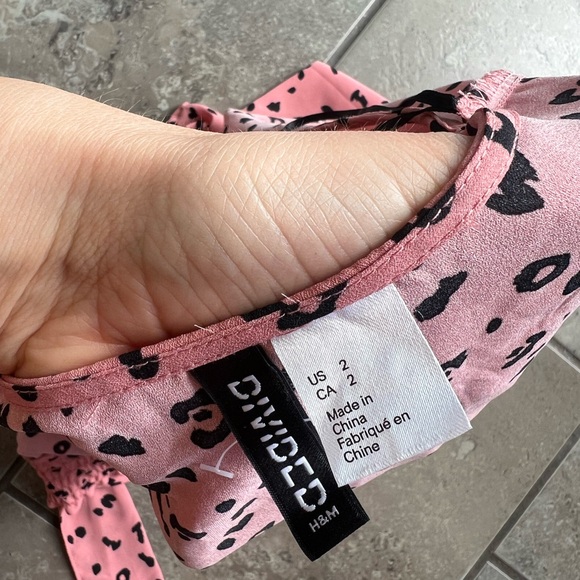 DIVIDED
H&M
US 2
CA 2
Made in
China
Fabriqué en
Chine